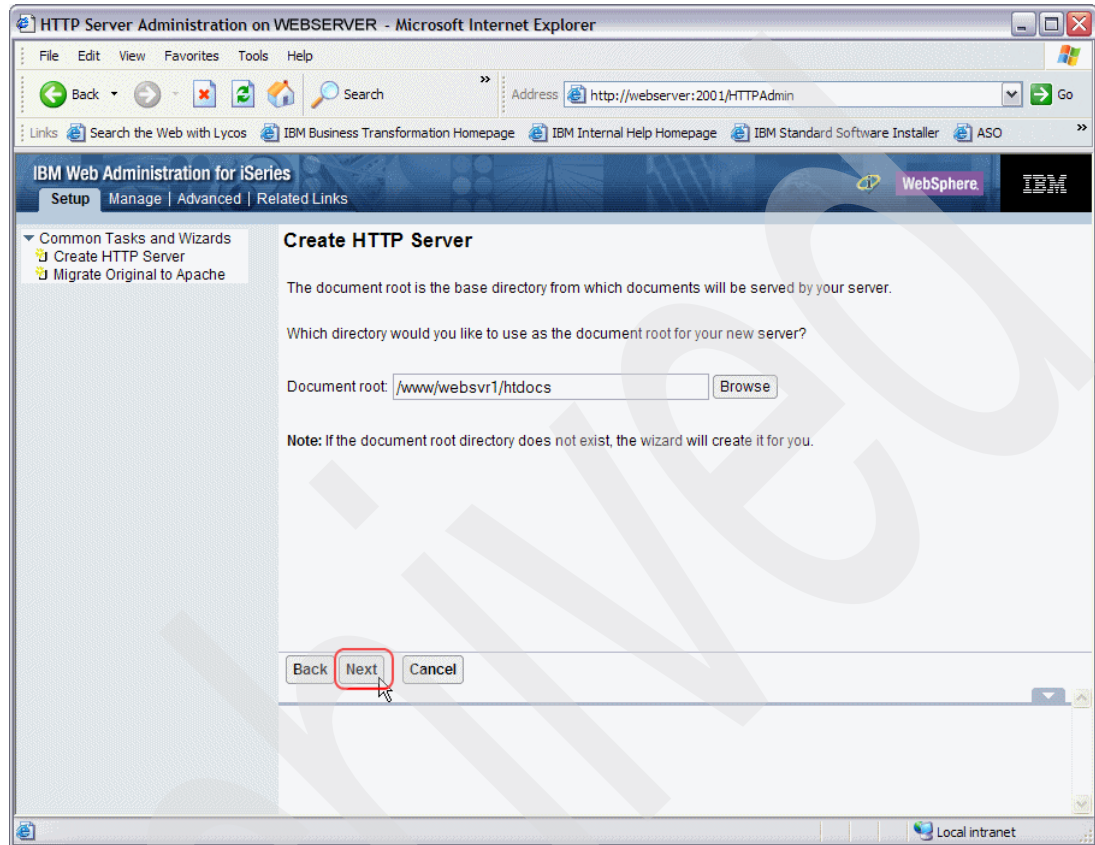 HTTP Server Administration on WEBSERVER - Microsoft Internet Explorer
File Edit View Favorites Tools Help
Back Search » Address http://webserver:2001/HTTPAdmin Go
Links Search the Web with Lycos IBM Business Transformation Homepage IBM Internal Help Homepage IBM Standard Software Installer ASO »
IBM Web Administration for iSeries
WebSphere. IBM
Setup Manage | Advanced | Related Links
Common Tasks and Wizards
Create HTTP Server
Migrate Original to Apache
Create HTTP Server
The document root is the base directory from which documents will be served by your server.
Which directory would you like to use as the document root for your new server?
Document root: /www/websvr1/htdocs Browse
Note: If the document root directory does not exist, the wizard will create it for you.
Back Next Cancel
Local intranet